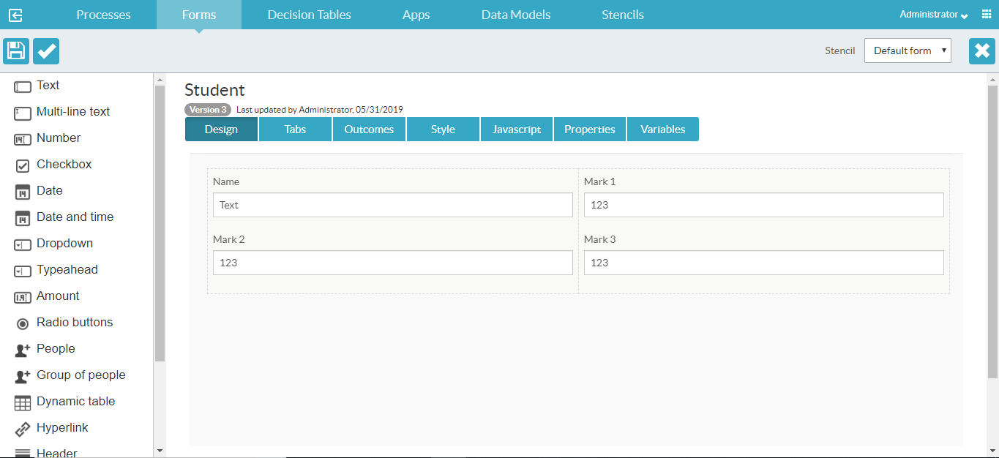 Processes Forms Decision Tables Apps Data Models Stencils Administrator
Stencil Default form
Text
Multi-line text
Number
Checkbox
Date
Date and time
Dropdown
Typeahead
Amount
Radio buttons
People
Group of people
Dynamic table
Hyperlink
Header
Student
Version 3 Last updated by Administrator, 05/31/2019
Design Tabs Outcomes Style Javascript Properties Variables
Name Mark 1
Text 123
Mark 2 Mark 3
123 123